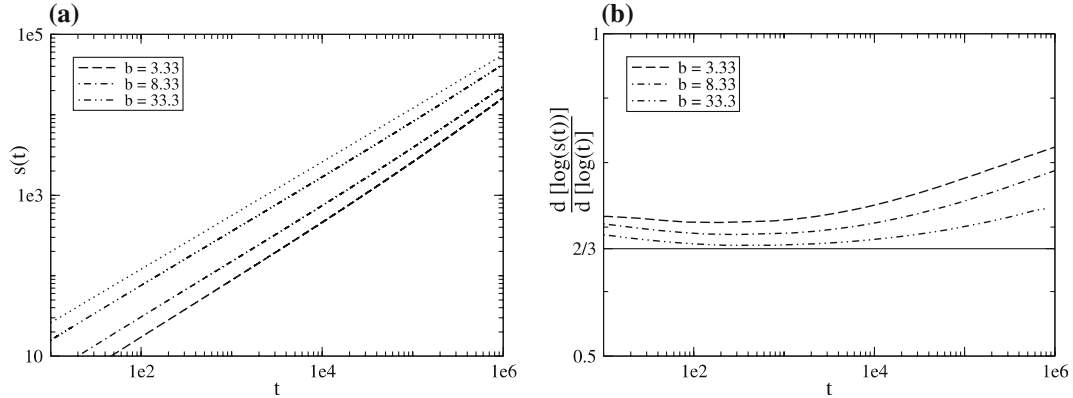 (a)
1e5
b = 3.33
b = 8.33
b = 33.3
s(t)
1e3
10
1e2
1e4
1e6
t
(b)
1
b = 3.33
b = 8.33
b = 33.3
d [log(s(t))]
d [log(t)]
2/3
0.5
1e2
1e4
1e6
t